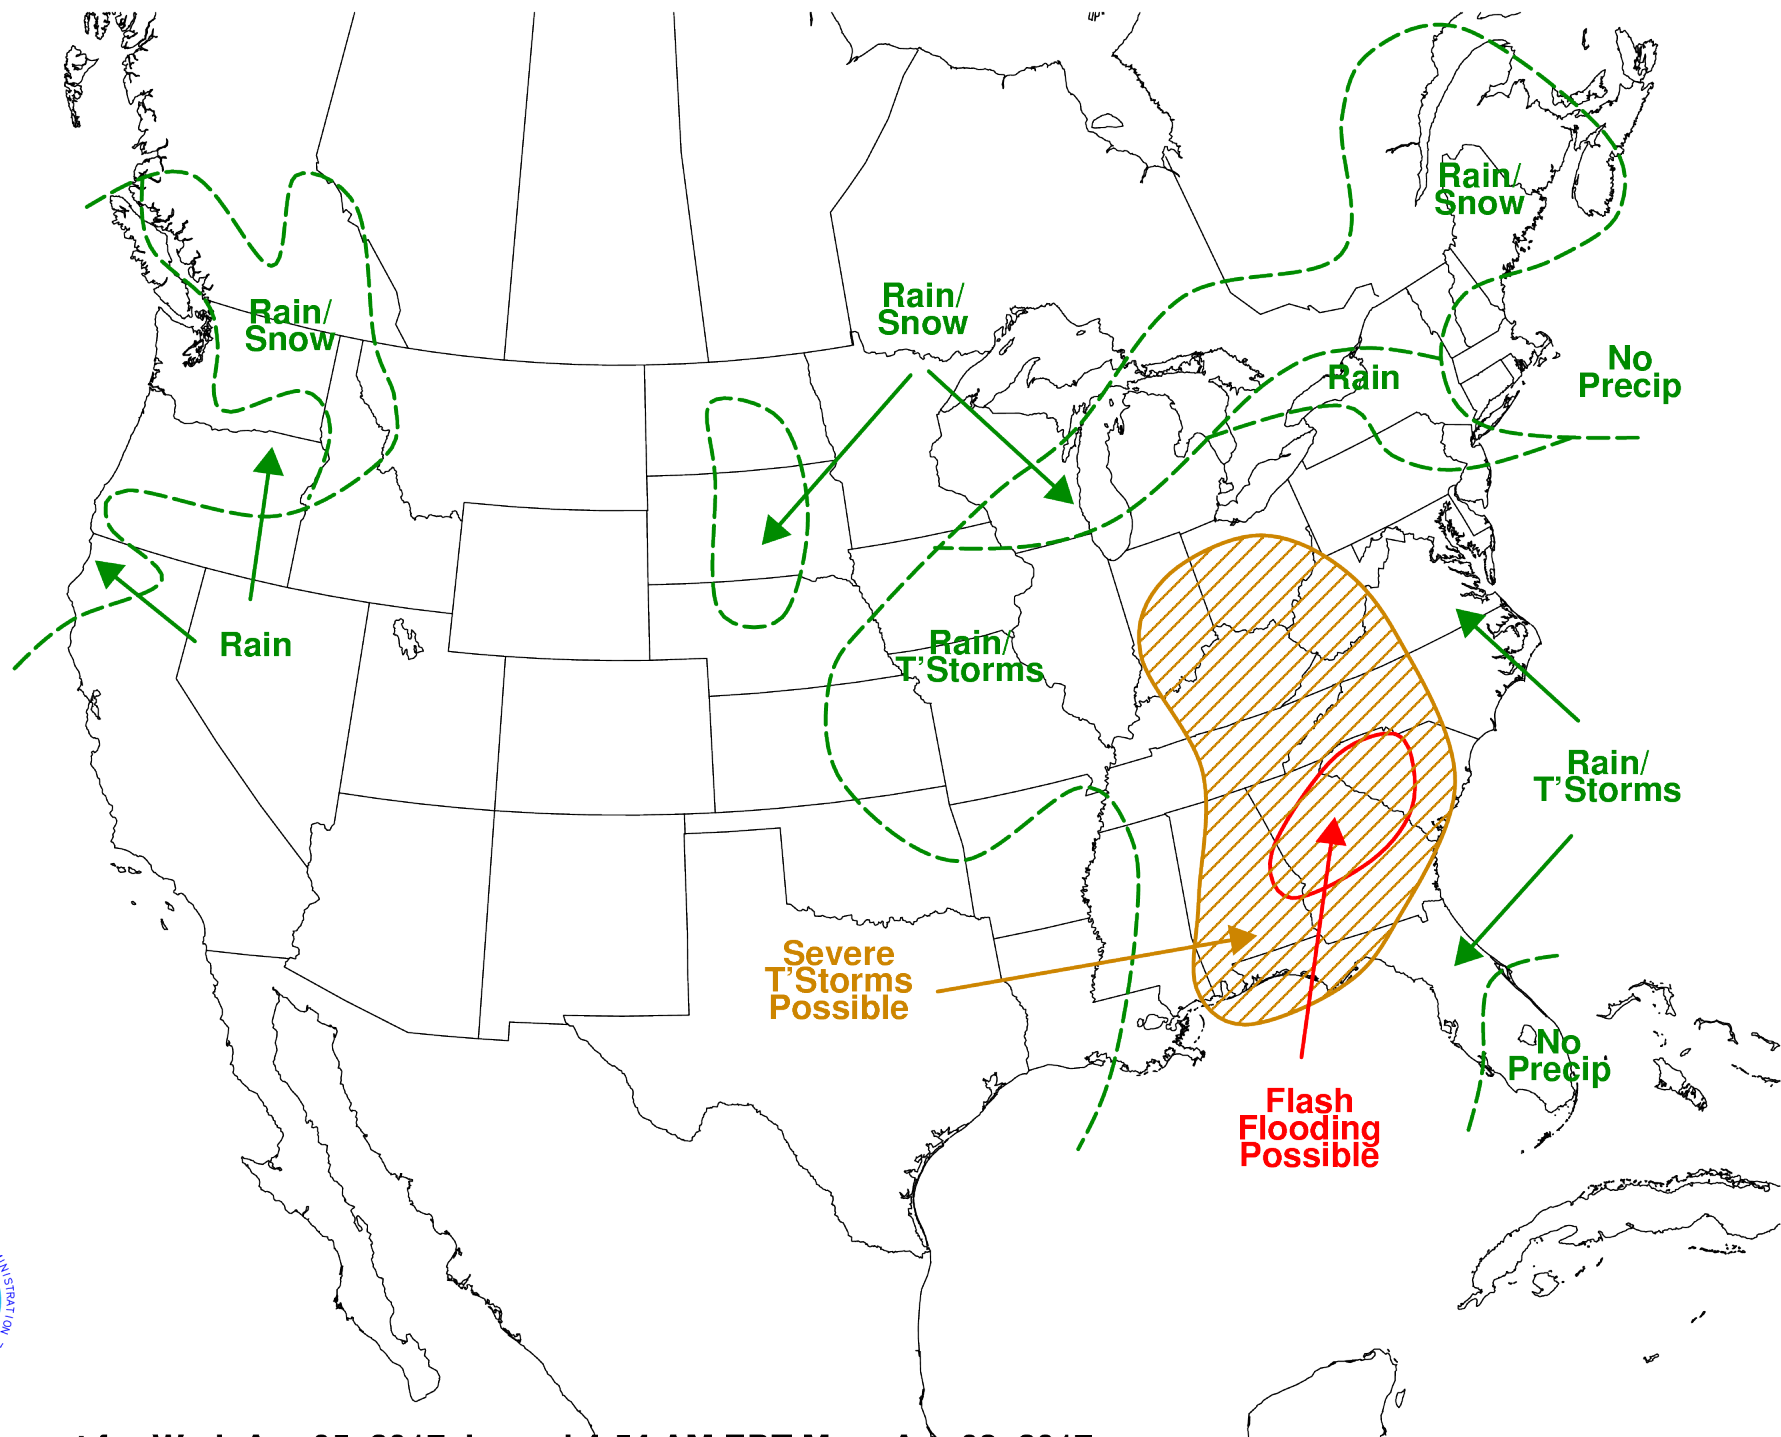 Rain/
Snow
Rain/
Snow
Rain/
Snow
No
Precip
Rain
Rain
Rain/
T'Storms
Rain/
T'Storms
Severe
T'Storms
Possible
No
Precip
Flash
Flooding
Possible
NISTRATION